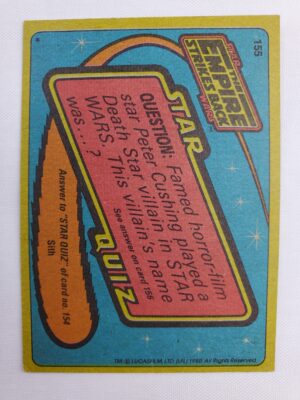 155
STAR
THE
EMPIRE
STRIKES BACK
WARS
STAR
QUESTION: Famed horror-film
star Peter Cushing played a
Death Star villain in STAR
WARS. This villain's name
was...?
See answer on card 156
QUIZ
Answer to "STAR QUIZ" of card no. 154
Sith
TM © LUCASFILM, LTD. (LFL) 1980. All Rights Reserved.